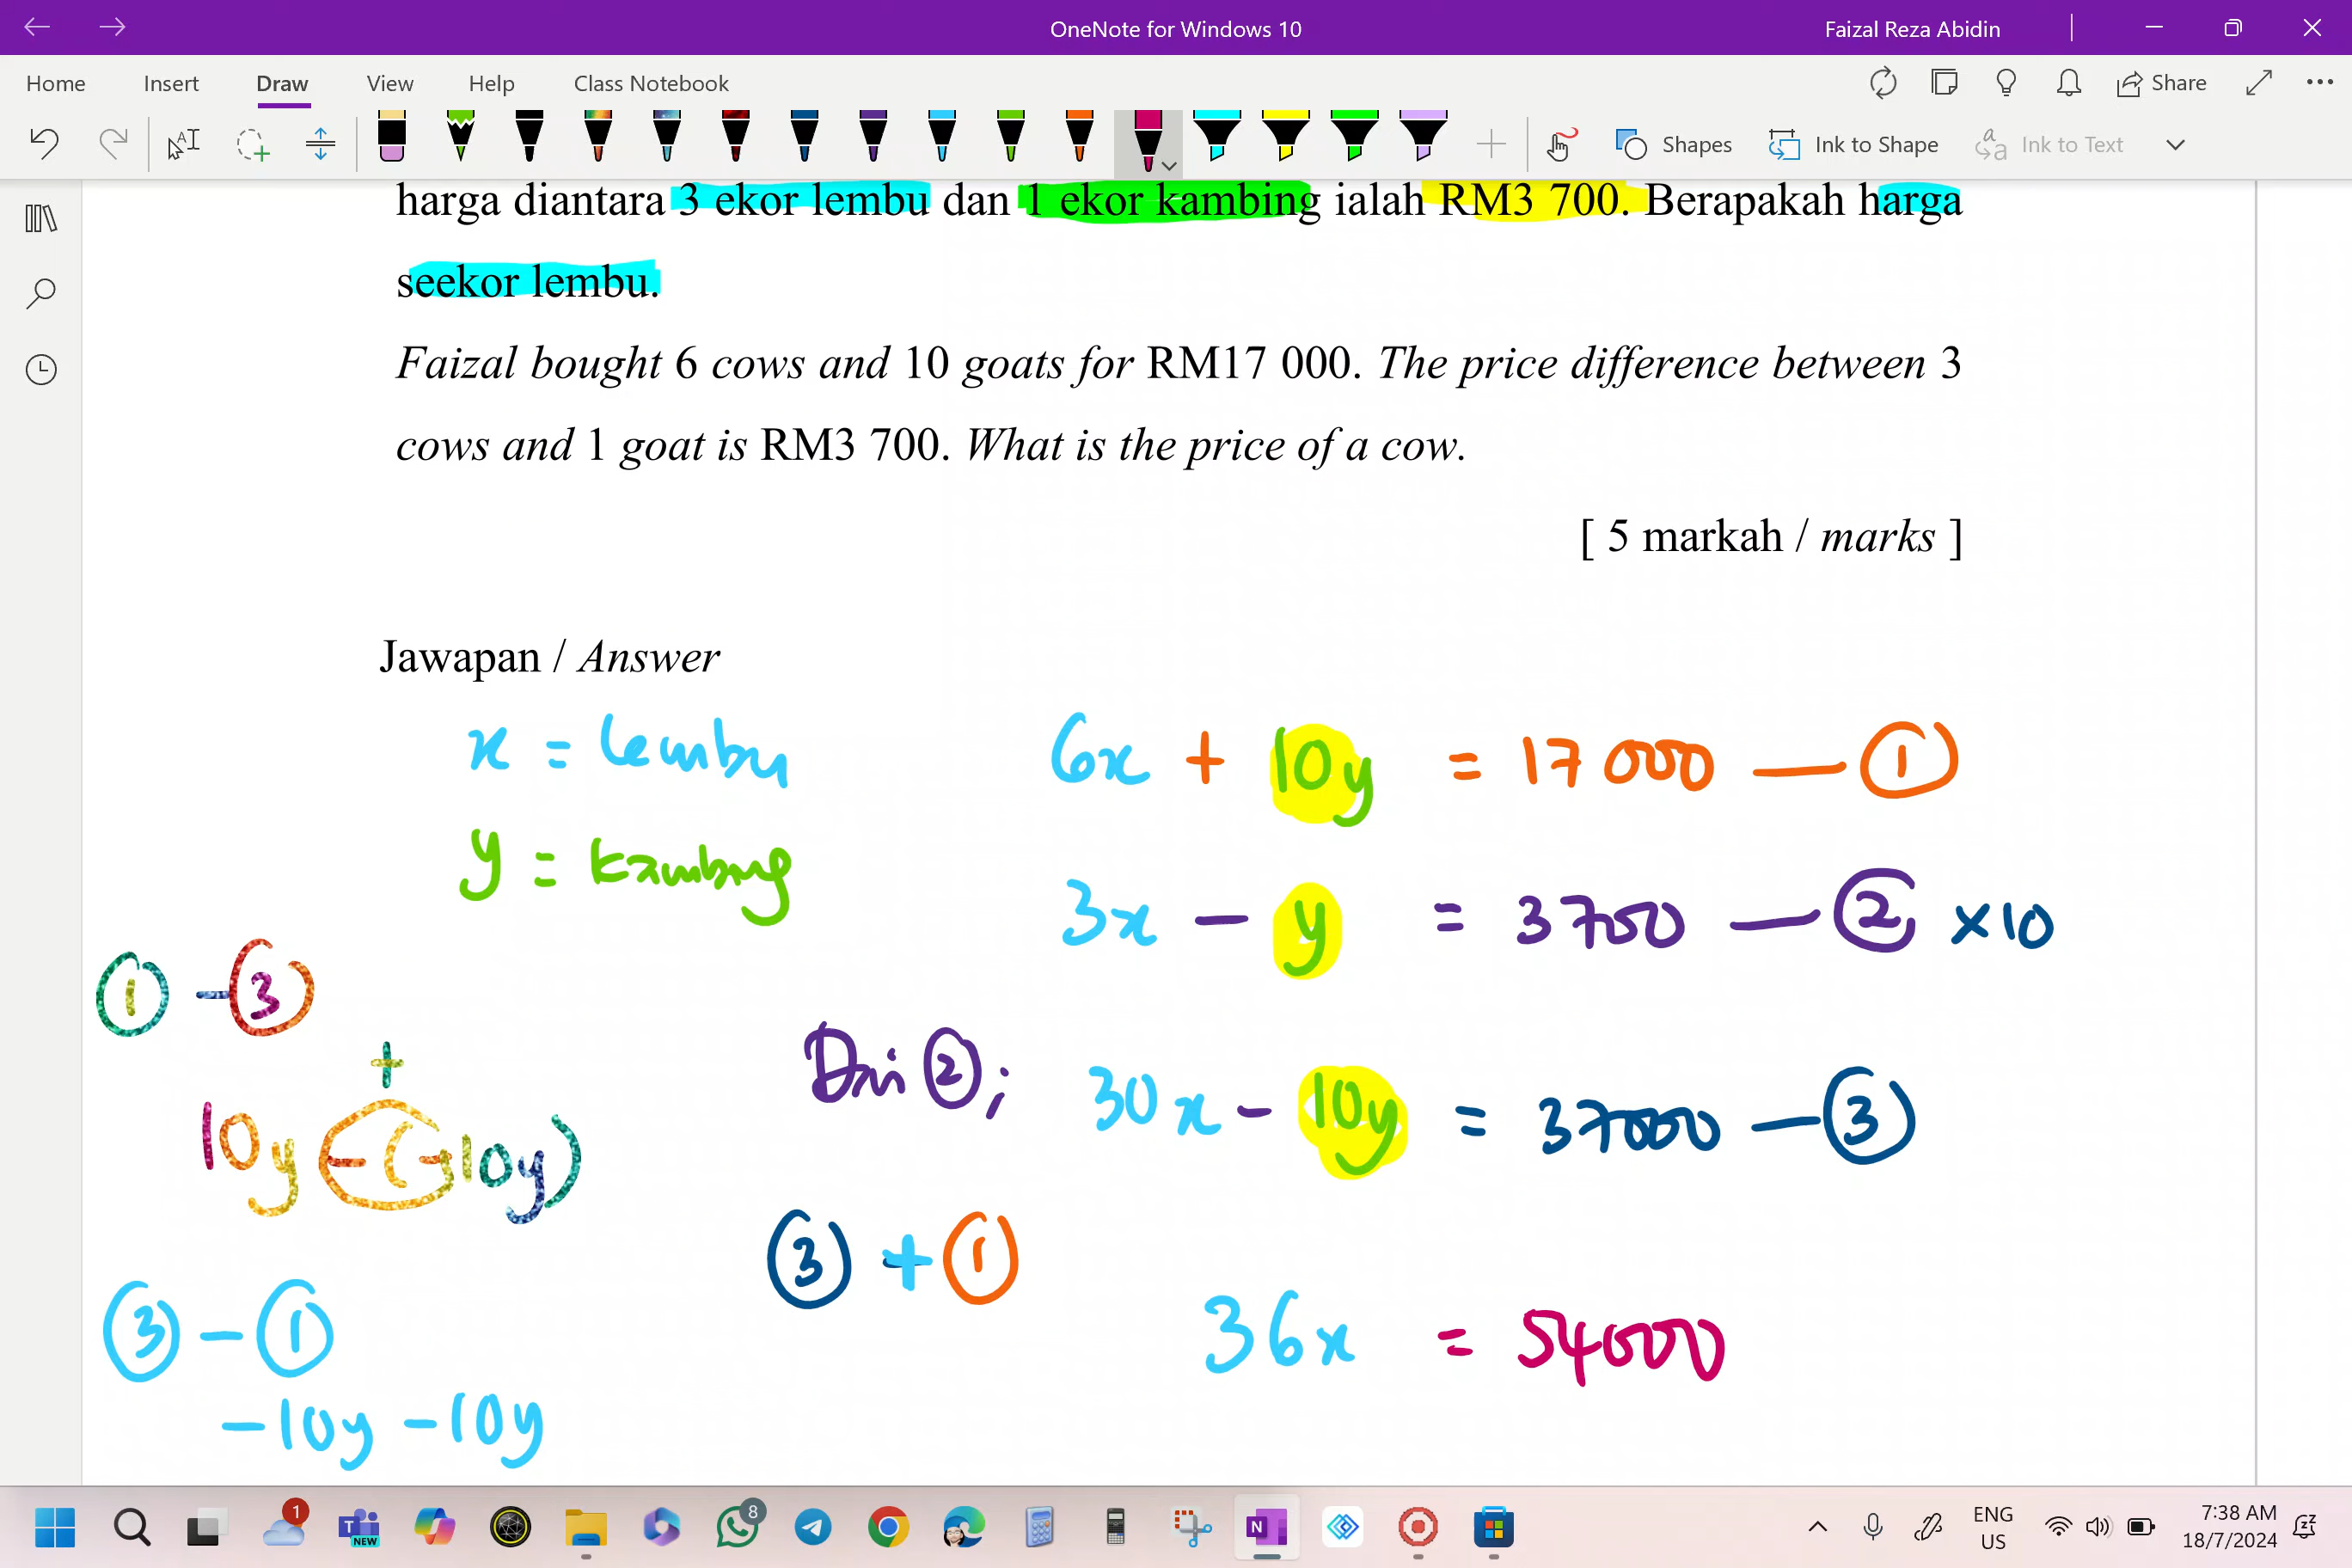 OneNote for Windows 10
Faizal Reza Abidin
Home Insert Draw View Help Class Notebook Share
Shapes Ink to Shape Ink to Text
harga diantara 3 ekor lembu dan 1 ekor kambing ialah RM3 700. Berapakah harga
seekor lembu.
Faizal bought 6 cows and 10 goats for RM17 000. The price difference between 3
cows and 1 goat is RM3 700. What is the price of a cow.
[ 5 markah / marks ]
Jawapan / Answer
x = lembu
y = kambing
6x + 10y = 17 000 — ①
3x − y = 3700 — ② ×10
Dari ②; 30x − 10y = 37000 — ③
③ + ①
36x = 54000
① − ③
+
10y − (−10y)
③ − ①
−10y − 10y
1
NEW
8
ENG
US
7:38 AM
18/7/2024